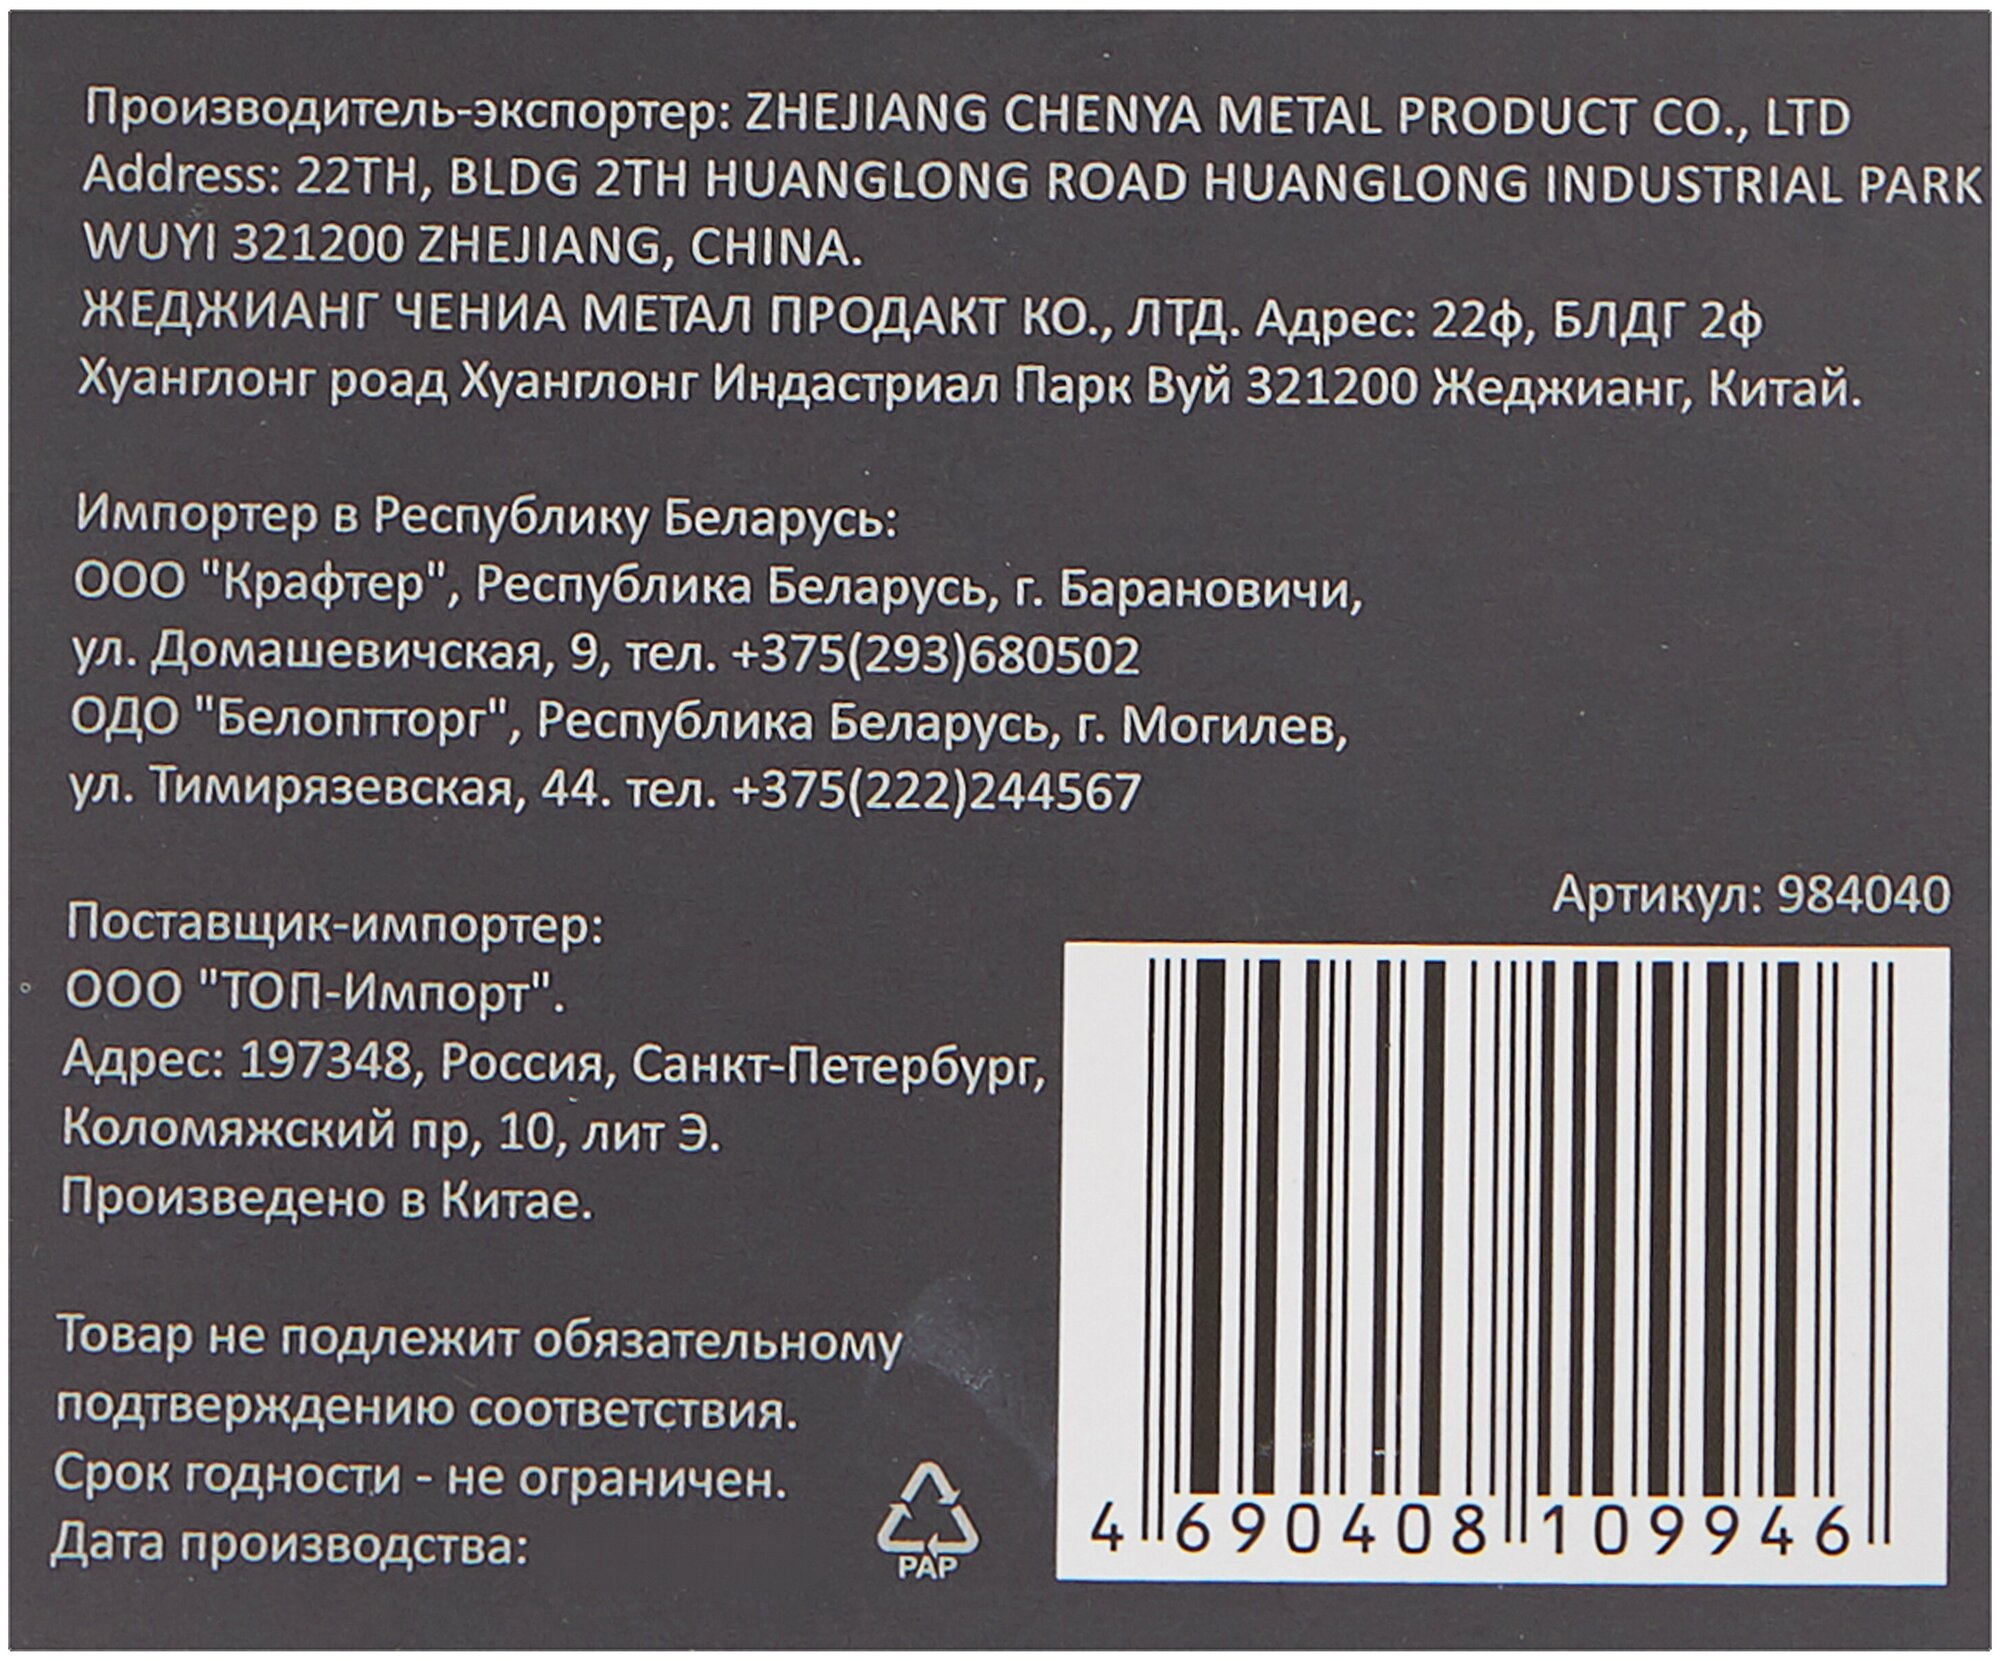 Производитель-экспортер: ZHEJIANG CHENYA METAL PRODUCT CO., LTD
Address: 22TH, BLDG 2TH HUANGLONG ROAD HUANGLONG INDUSTRIAL PARK
WUYI 321200 ZHEJIANG, CHINA.
ЖЕДЖИАНГ ЧЕНИА МЕТАЛ ПРОДАКТ КО., ЛТД. Адрес: 22ф, БЛДГ 2ф
Хуанглонг роад Хуанглонг Индастриал Парк Вуй 321200 Жеджианг, Китай.
Импортер в Республику Беларусь:
ООО "Крафтер", Республика Беларусь, г. Барановичи,
ул. Домашевичская, 9, тел. +375(293)680502
ОДО "Белоптторг", Республика Беларусь, г. Могилев,
ул. Тимирязевская, 44. тел. +375(222)244567
Поставщик-импортер:
ООО "ТОП-Импорт".
Адрес: 197348, Россия, Санкт-Петербург,
Коломяжский пр, 10, лит Э.
Произведено в Китае.
Товар не подлежит обязательному
подтверждению соответствия.
Срок годности - не ограничен.
Дата производства:
PAP
Артикул: 984040
4 690408 109946